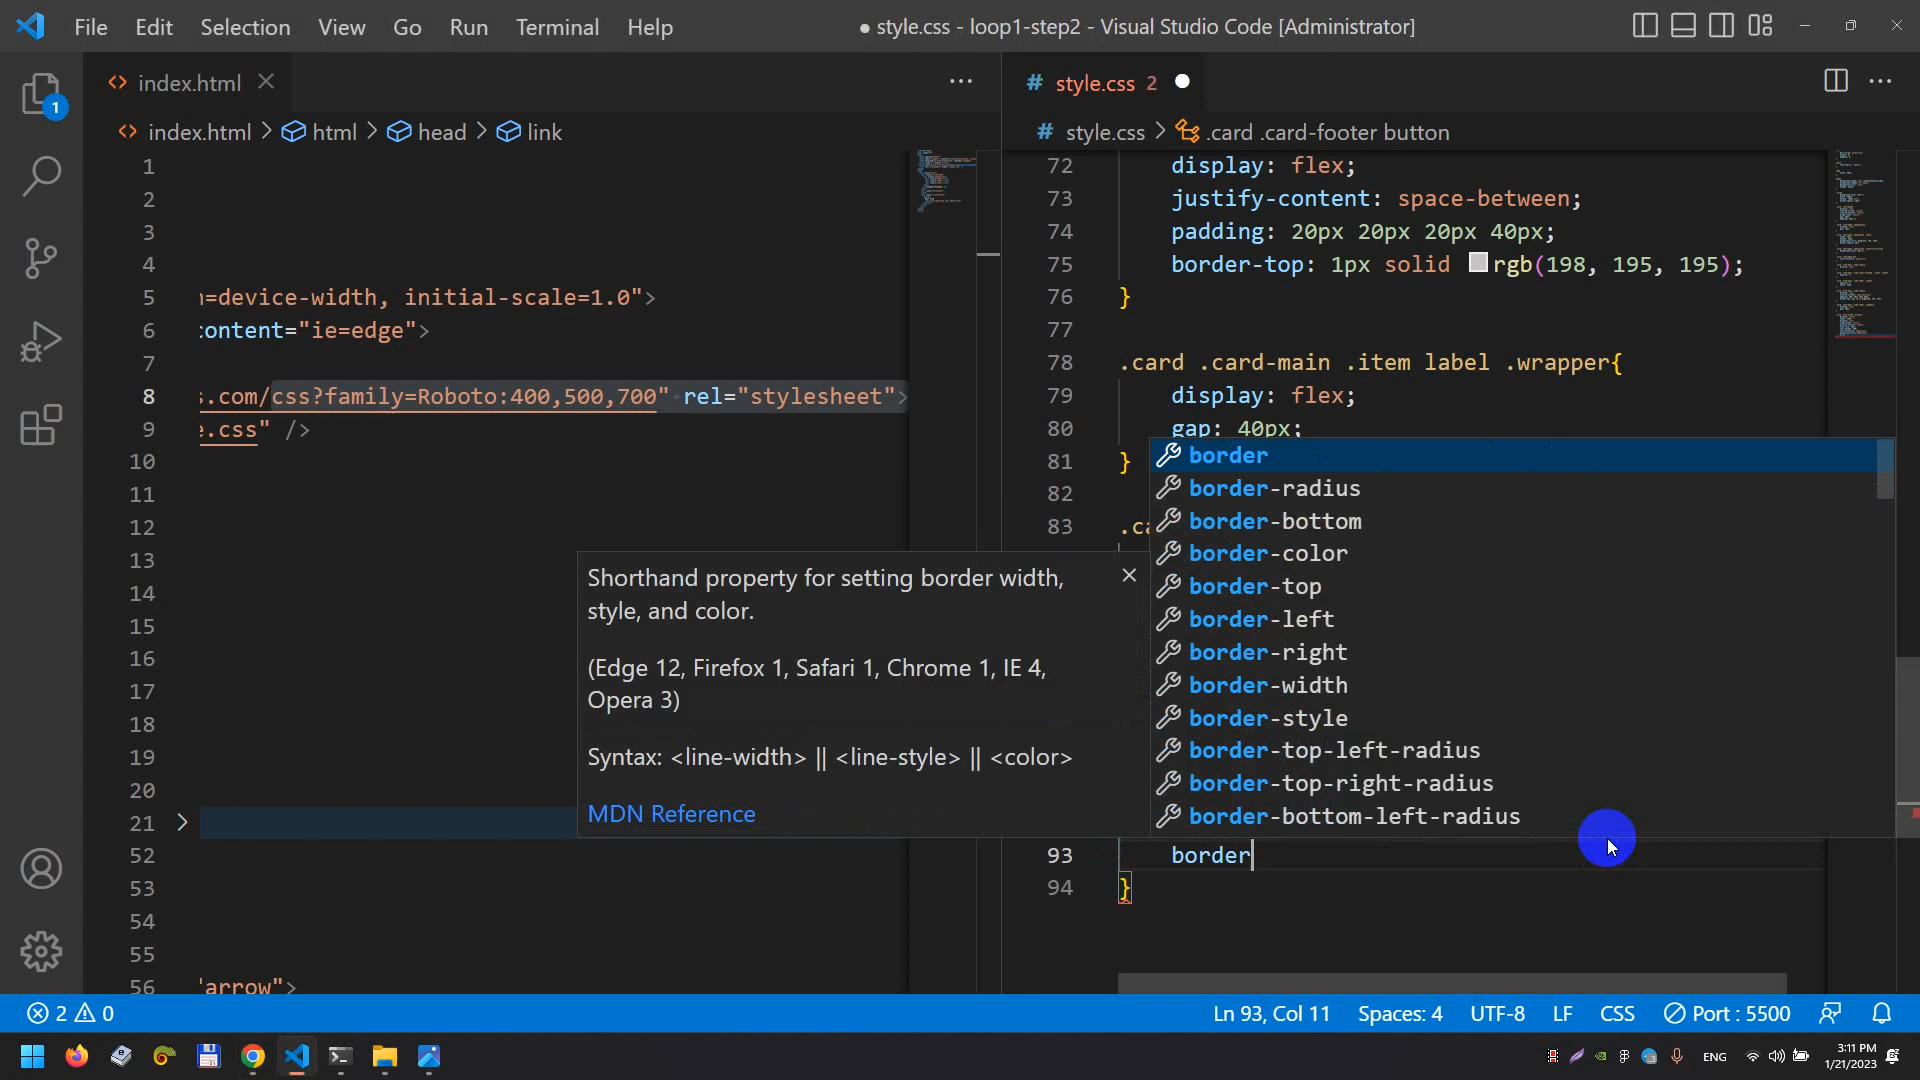 File Edit Selection View Go Run Terminal Help ● style.css - loop1-step2 - Visual Studio Code [Administrator]
1
<> index.html ×
# style.css 2
<> index.html > html > head > link
# style.css > .card .card-footer button
1
2
3
4
5 n=device-width, initial-scale=1.0">
6 content="ie=edge">
7
8 s.com/css?family=Roboto:400,500,700" rel="stylesheet">
9 e.css" />
10
11
12
13
14
15
16
17
18
19
20
21
52
53
54
55
56 "arrow">
72 display: flex;
73 justify-content: space-between;
74 padding: 20px 20px 20px 40px;
75 border-top: 1px solid rgb(198, 195, 195);
76 }
77
78 .card .card-main .item label .wrapper{
79 display: flex;
80 gap: 40px;
81 }
82
83 .ca
border
border-radius
border-bottom
border-color
border-top
border-left
border-right
border-width
border-style
border-top-left-radius
border-top-right-radius
border-bottom-left-radius
Shorthand property for setting border width,
style, and color.
(Edge 12, Firefox 1, Safari 1, Chrome 1, IE 4,
Opera 3)
Syntax: <line-width> || <line-style> || <color>
MDN Reference
93 border
94 }
2 0 Ln 93, Col 11 Spaces: 4 UTF-8 LF CSS Port : 5500
ENG
3:11 PM
1/21/2023